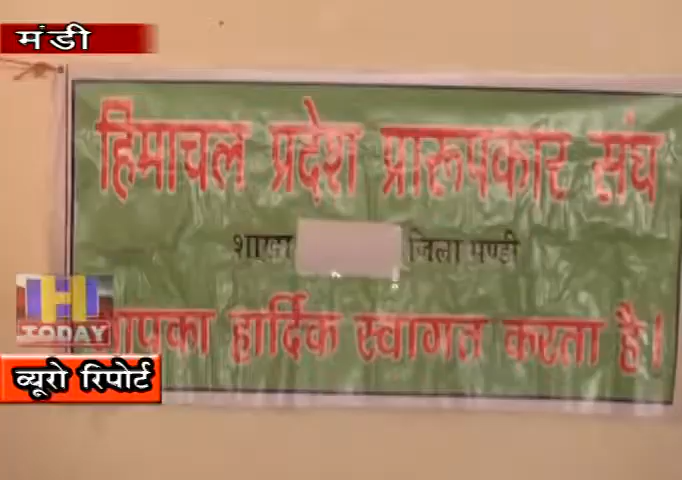 मंडी
हिमाचल प्रदेश प्रारूपकार संघ
शाखा जिला मण्डी
आपका हार्दिक स्वागत करता है।
H
TODAY
व्यूरो रिपोर्ट